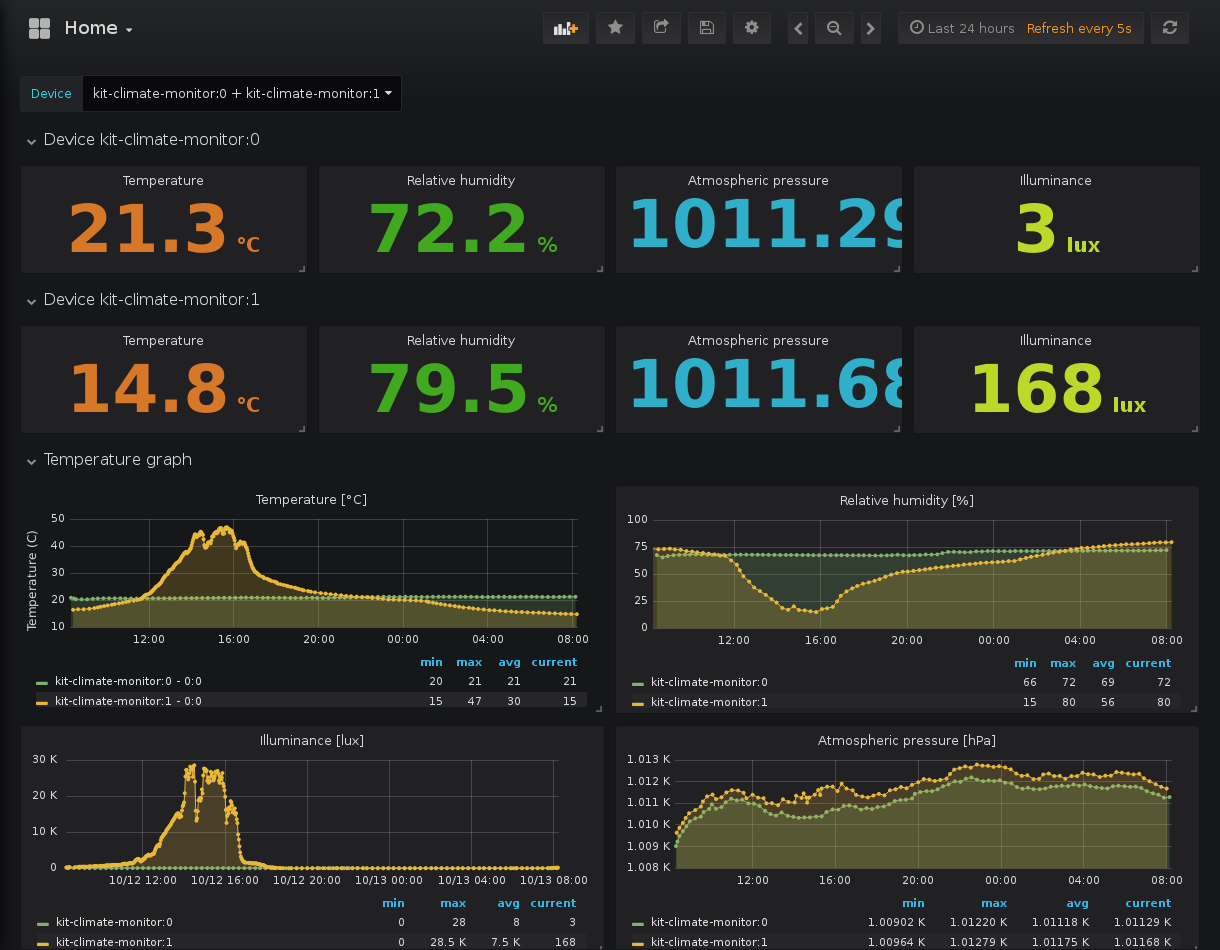 Home
Last 24 hours Refresh every 5s
Device kit-climate-monitor:0 + kit-climate-monitor:1
Device kit-climate-monitor:0
Temperature Relative humidity Atmospheric pressure Illuminance
21.3 °C 72.2 % 1011.29 3 lux
Device kit-climate-monitor:1
Temperature Relative humidity Atmospheric pressure Illuminance
14.8 °C 79.5 % 1011.68 168 lux
Temperature graph
Temperature [°C]
Temperature (C)
50
40
30
20
10
12:00 16:00 20:00 00:00 04:00 08:00
min max avg current
kit-climate-monitor:0 - 0:0 20 21 21 21
kit-climate-monitor:1 - 0:0 15 47 30 15
Relative humidity [%]
100
75
50
25
0
12:00 16:00 20:00 00:00 04:00 08:00
min max avg current
kit-climate-monitor:0 66 72 69 72
kit-climate-monitor:1 15 80 56 80
Illuminance [lux]
30 K
20 K
10 K
0
10/12 12:00 10/12 16:00 10/12 20:00 10/13 00:00 10/13 04:00 10/13 08:00
min max avg current
kit-climate-monitor:0 0 28 8 3
kit-climate-monitor:1 0 28.5 K 7.5 K 168
Atmospheric pressure [hPa]
1.013 K
1.012 K
1.011 K
1.010 K
1.009 K
1.008 K
12:00 16:00 20:00 00:00 04:00 08:00
min max avg current
kit-climate-monitor:0 1.00902 K 1.01220 K 1.01118 K 1.01129 K
kit-climate-monitor:1 1.00964 K 1.01279 K 1.01175 K 1.01168 K